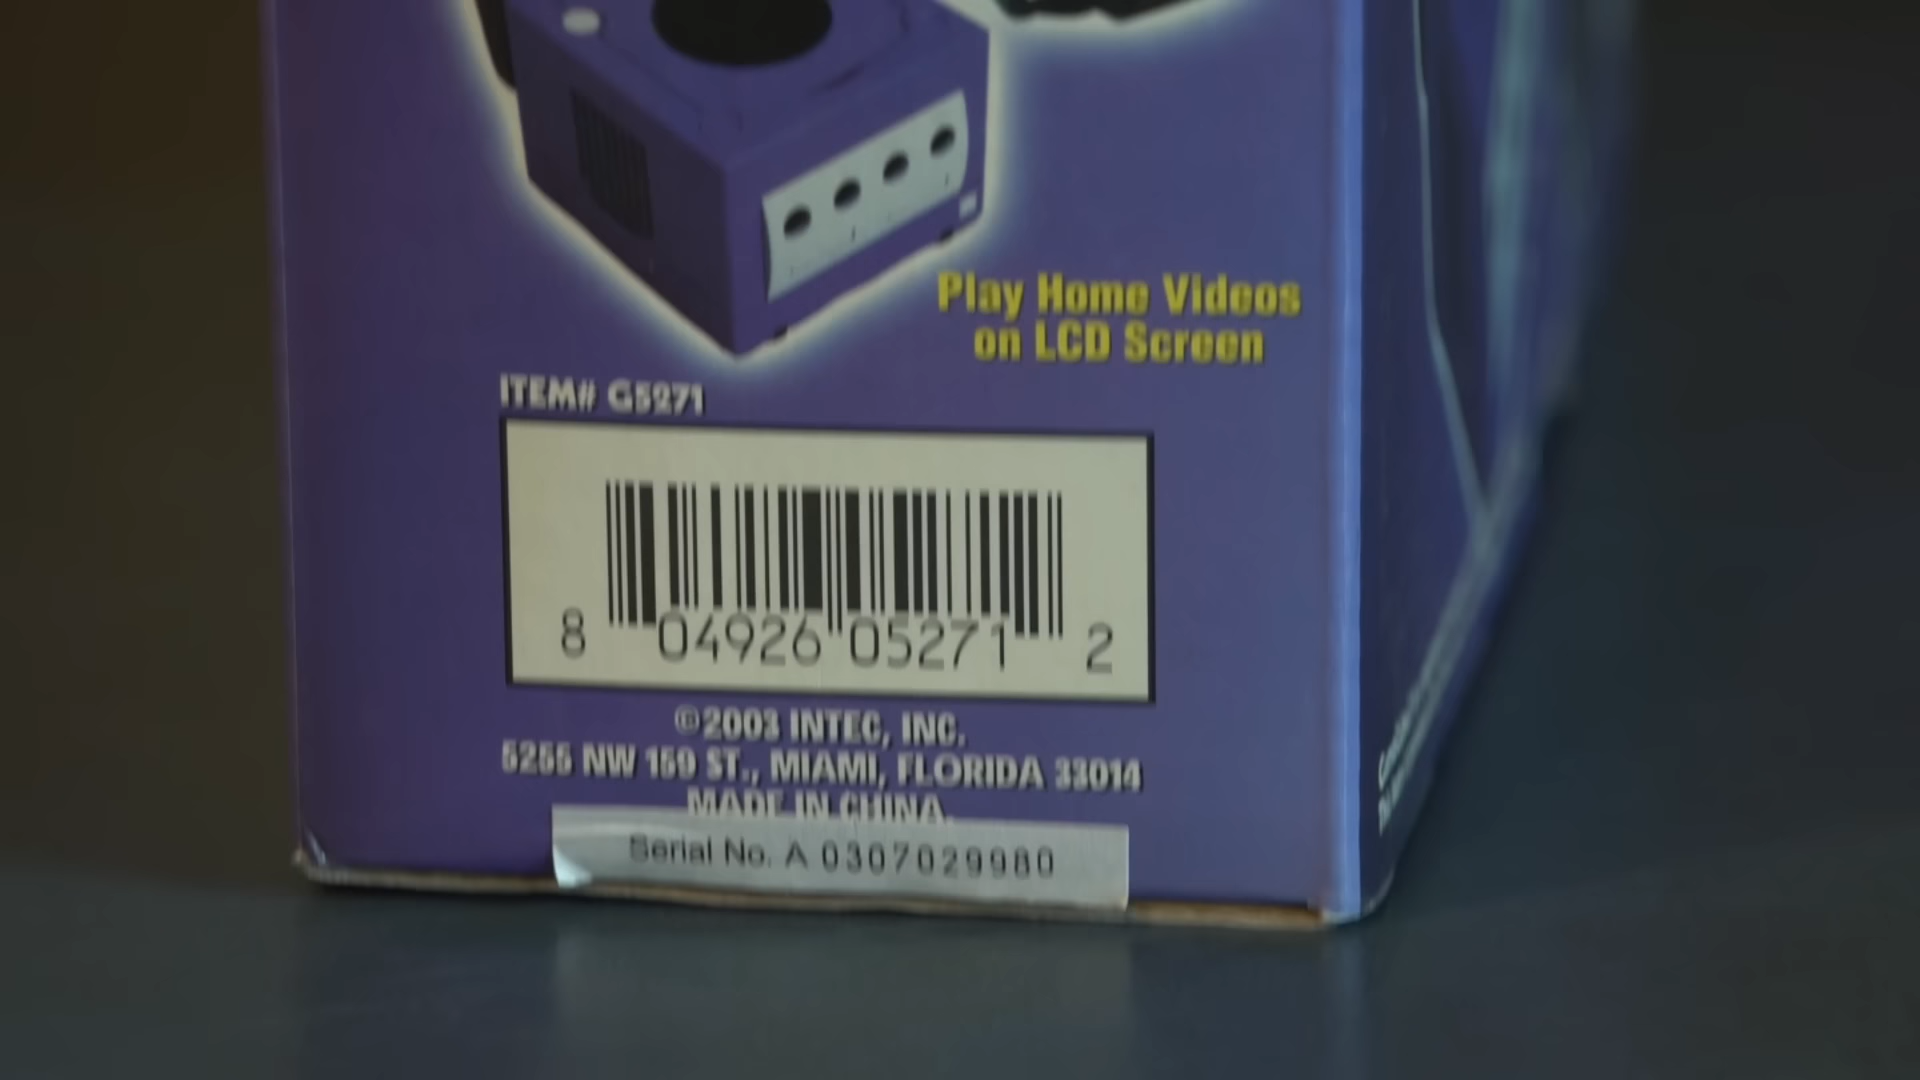 Play Home Videos
on LCD Screen
ITEM# G5271
8 04926 05271 2
©2003 INTEC, INC.
5255 NW 159 ST., MIAMI, FLORIDA 33014
MADE IN CHINA.
Serial No. A 0307029980